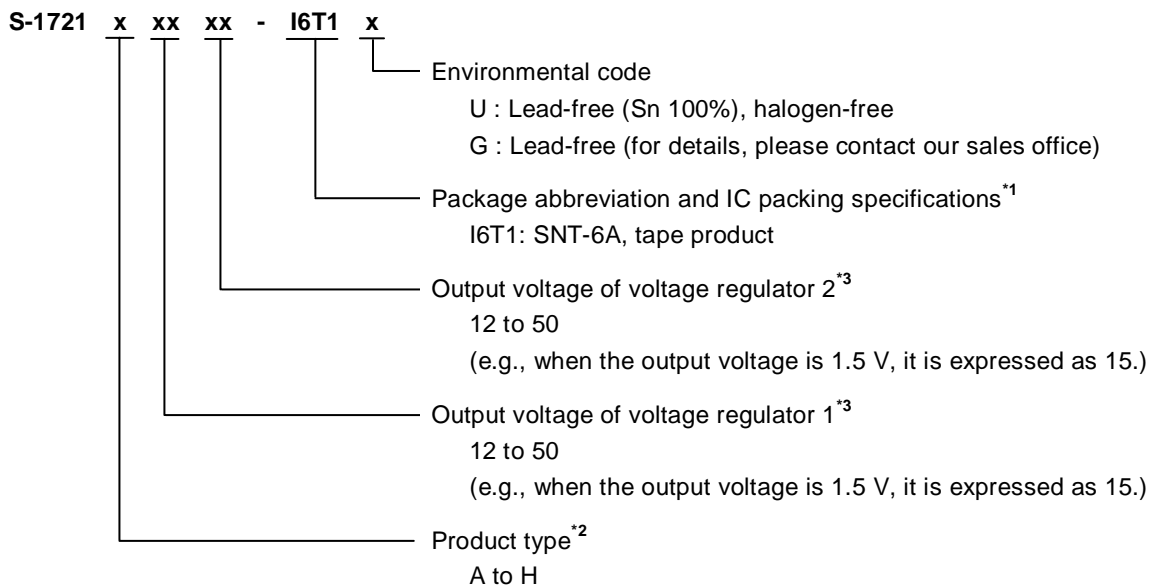 S-1721 x xx xx - I6T1 x
Environmental code
U : Lead-free (Sn 100%), halogen-free
G : Lead-free (for details, please contact our sales office)
Package abbreviation and IC packing specifications*1
I6T1: SNT-6A, tape product
Output voltage of voltage regulator 2*3
12 to 50
(e.g., when the output voltage is 1.5 V, it is expressed as 15.)
Output voltage of voltage regulator 1*3
12 to 50
(e.g., when the output voltage is 1.5 V, it is expressed as 15.)
Product type*2
A to H